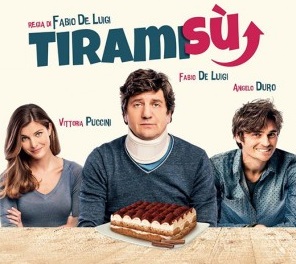 REGIA DI FABIO DE LUIGI
TIRAMISÙ
FABIO DE LUIGI
ANGELO DURO
VITTORIA PUCCINI